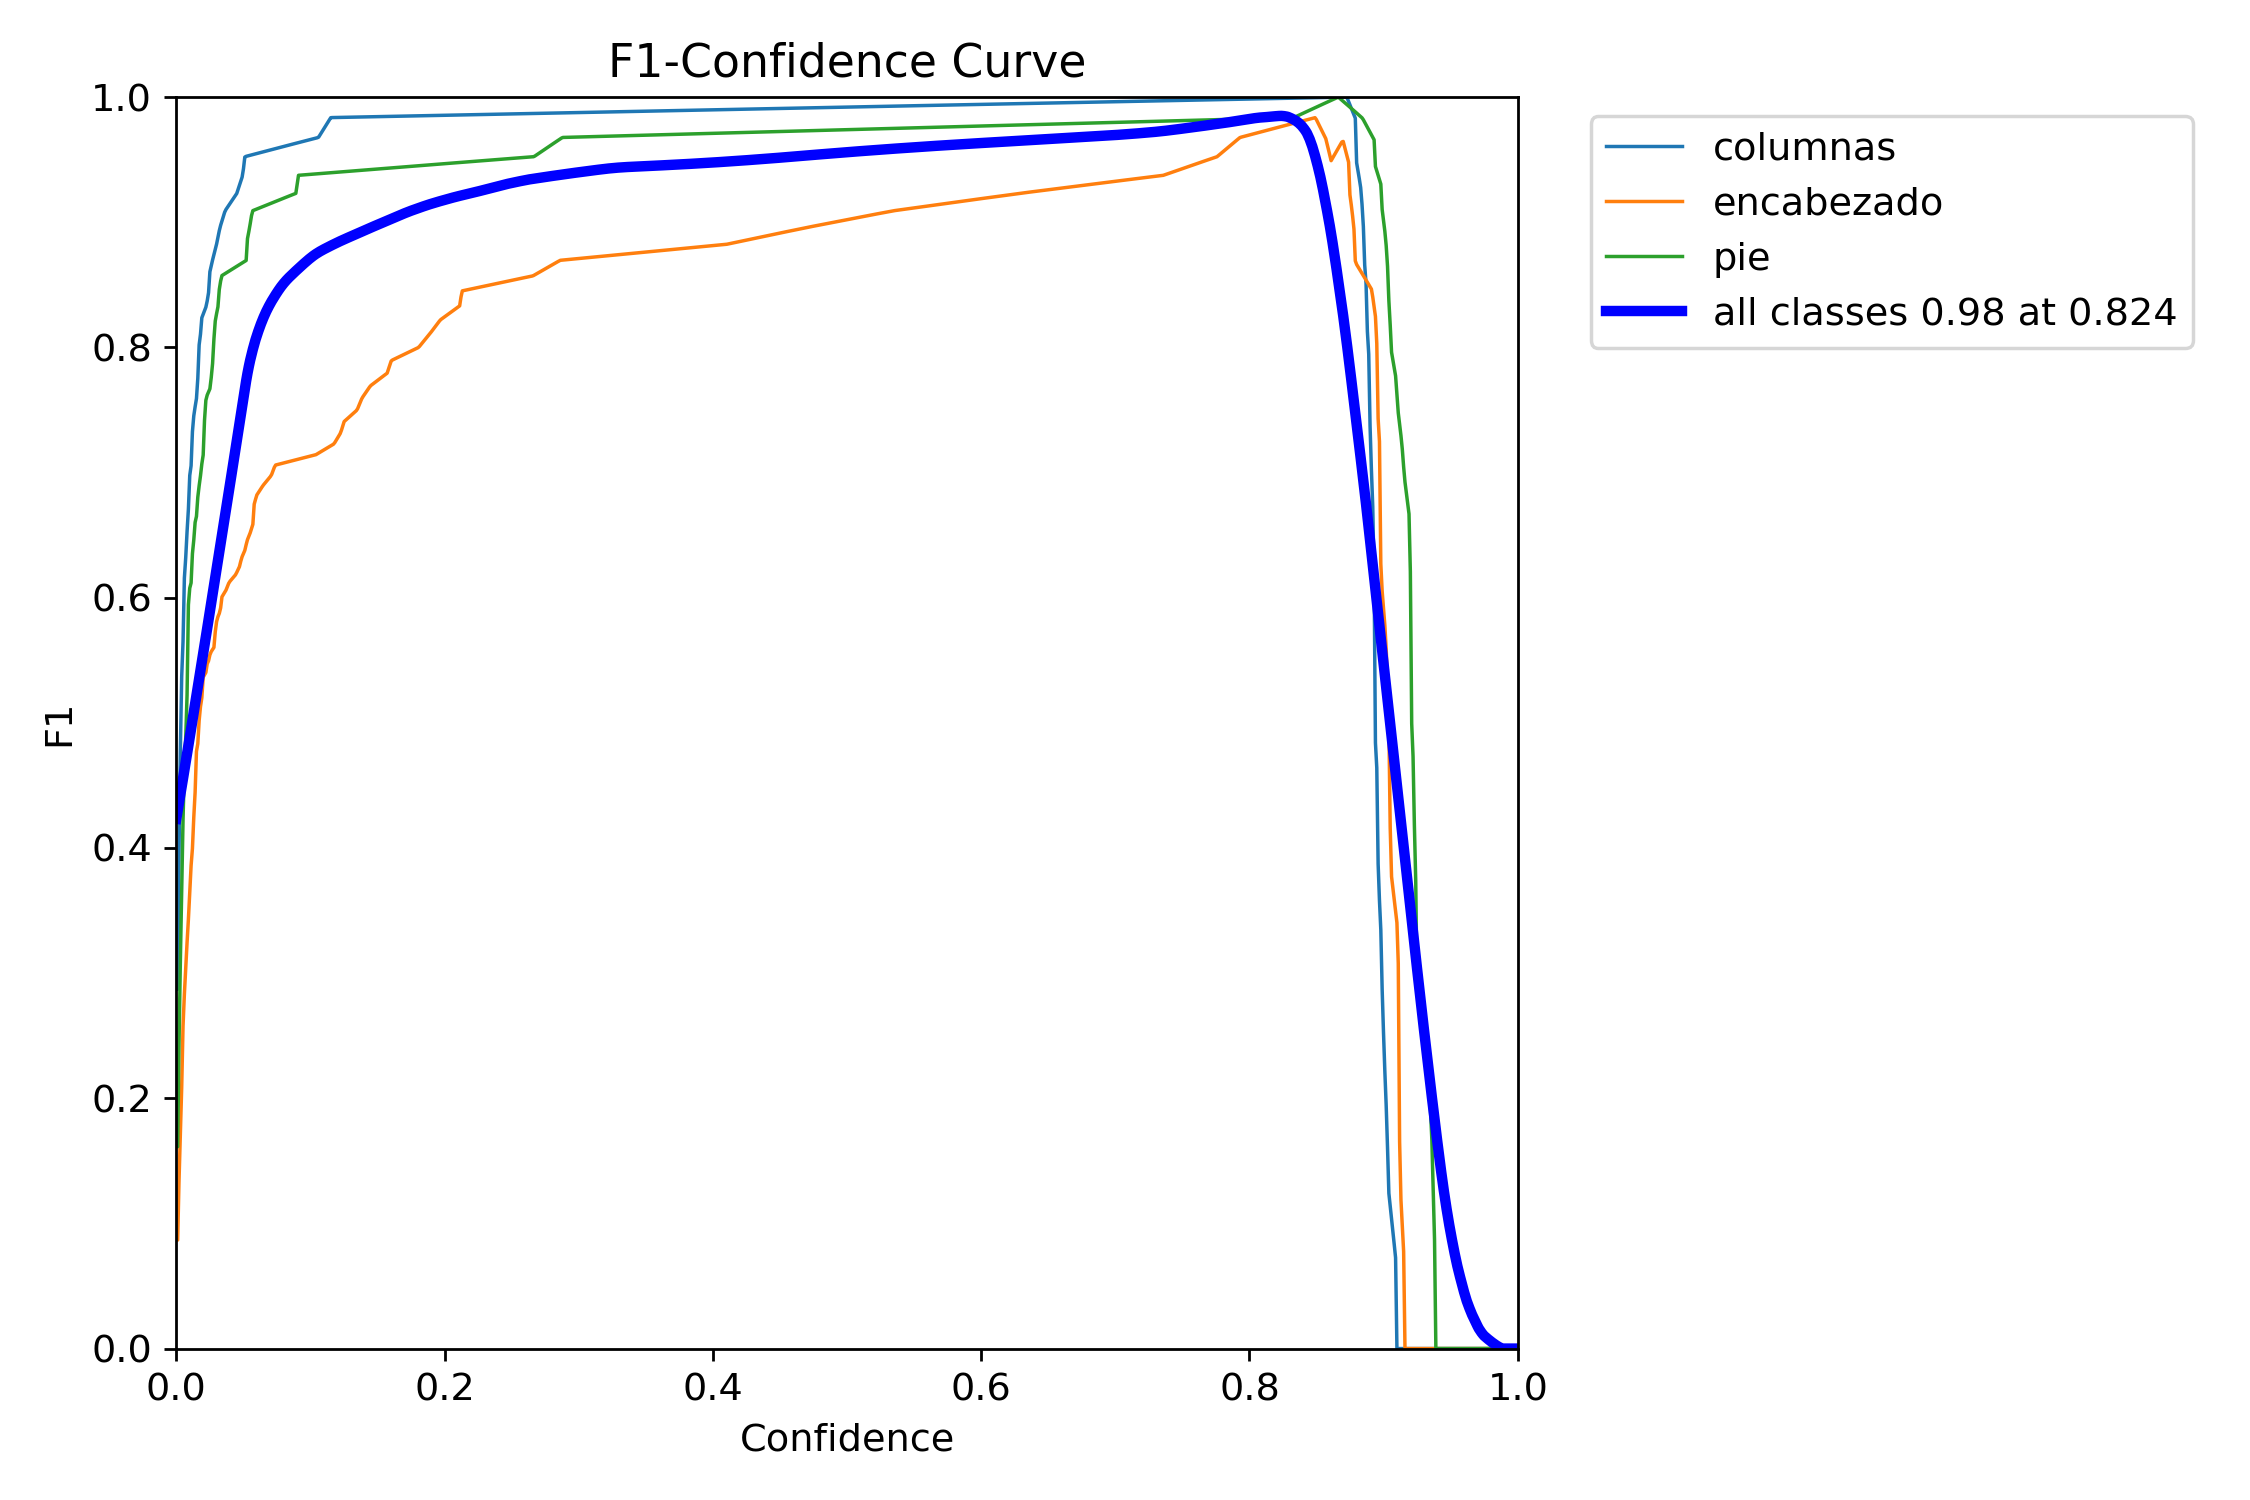 F1-Confidence Curve
1.0
0.8
0.6
0.4
0.2
0.0
F1
0.0 0.2 0.4 0.6 0.8 1.0
Confidence
columnas
encabezado
pie
all classes 0.98 at 0.824